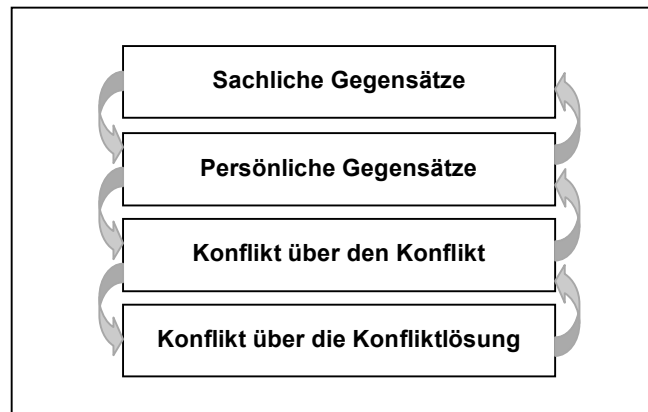 Sachliche Gegensätze
Persönliche Gegensätze
Konflikt über den Konflikt
Konflikt über die Konfliktlösung